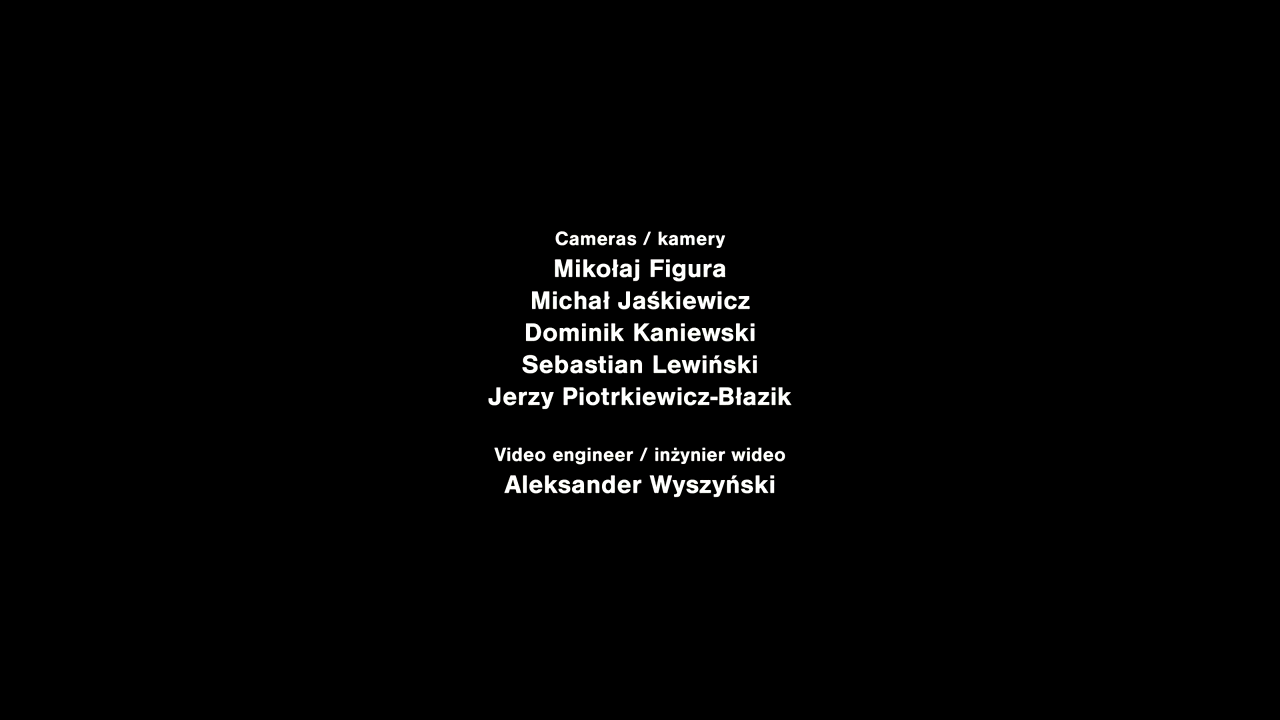 Cameras / kamery
Mikołaj Figura
Michał Jaśkiewicz
Dominik Kaniewski
Sebastian Lewiński
Jerzy Piotrkiewicz-Błazik
Video engineer / inżynier wideo
Aleksander Wyszyński